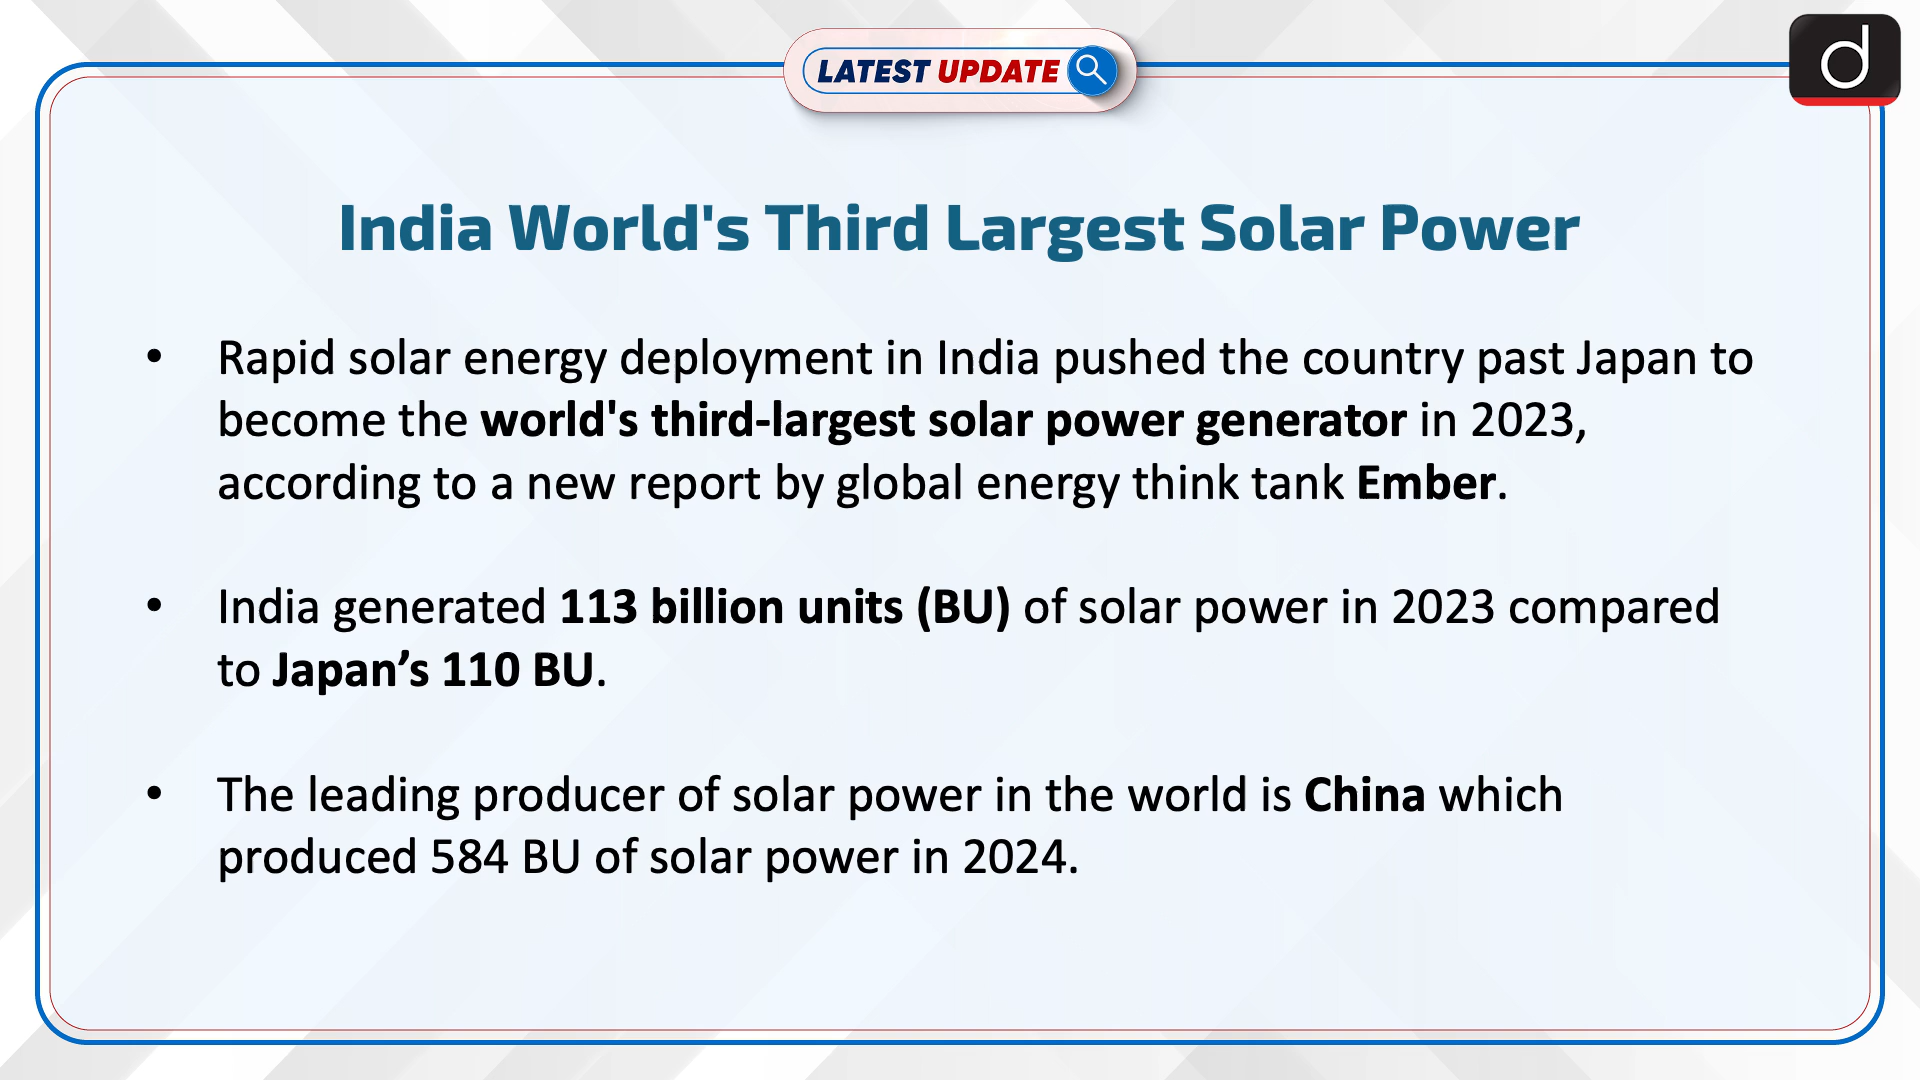 LATEST UPDATE
d
India World's Third Largest Solar Power
• Rapid solar energy deployment in India pushed the country past Japan to
become the world's third-largest solar power generator in 2023,
according to a new report by global energy think tank Ember.
• India generated 113 billion units (BU) of solar power in 2023 compared
to Japan’s 110 BU.
• The leading producer of solar power in the world is China which
produced 584 BU of solar power in 2024.